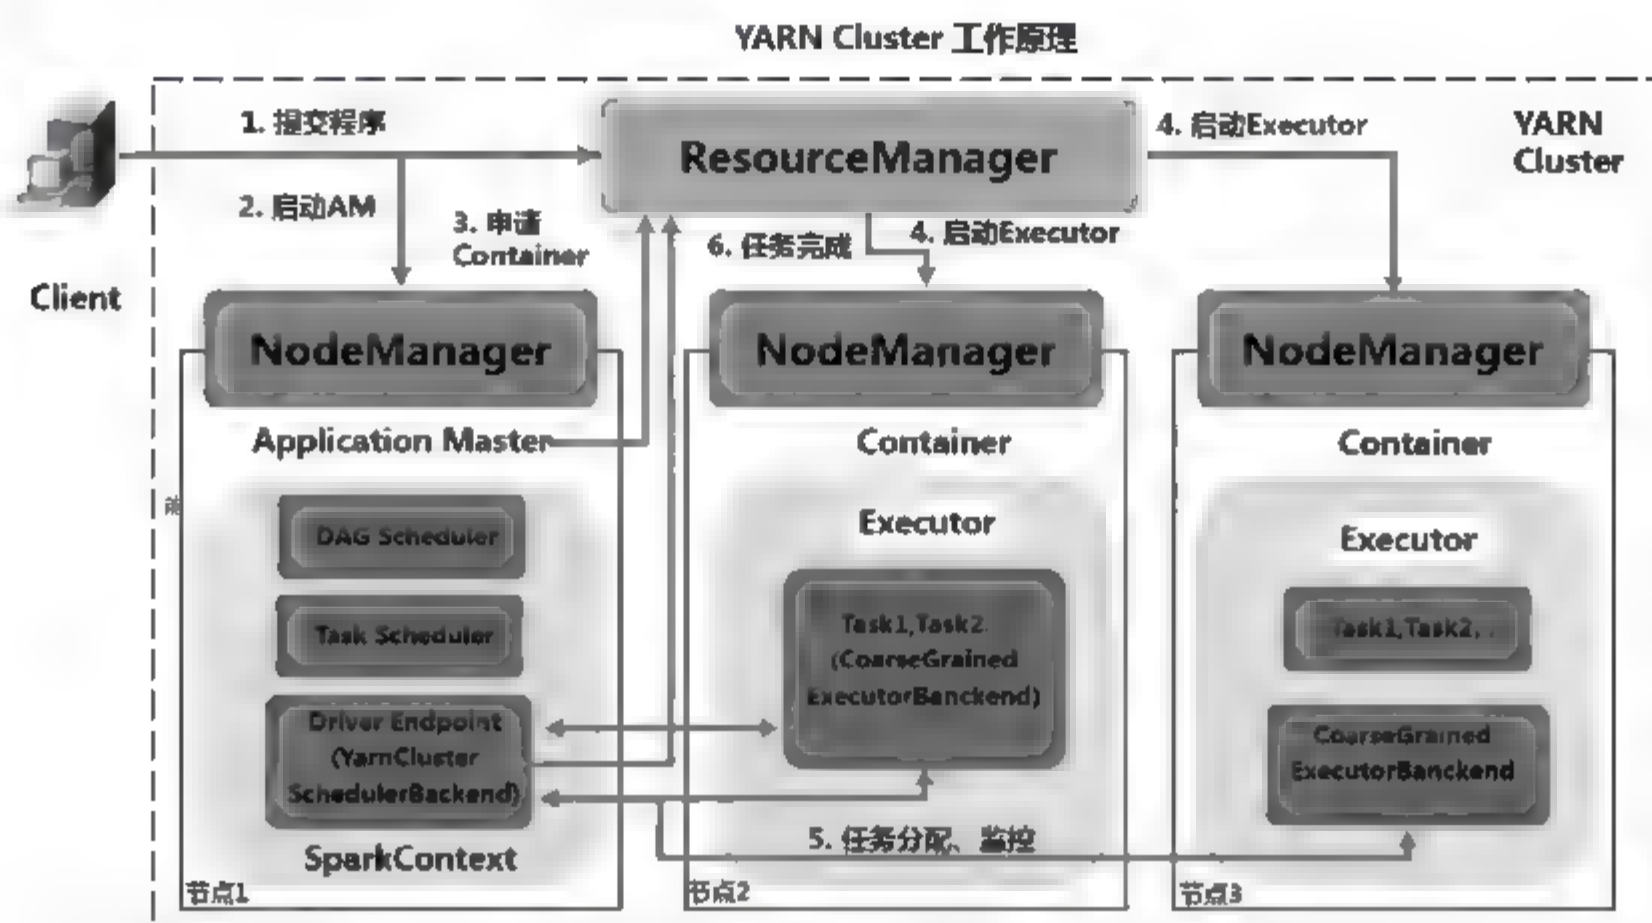 YARN Cluster 工作原理
1. 提交程序
ResourceManager
4. 启动Executor
YARN
Cluster
2. 启动AM
3. 申请
Container
6. 任务完成
4. 启动Executor
Client
NodeManager
NodeManager
NodeManager
Application Master
Container
Container
DAG Scheduler
Executor
Executor
Task Scheduler
Task1,Task2.
(CoarseGrained
ExecutorBanckend)
Task1,Task2, .
Driver Endpoint
(YarnCluster
SchedulerBackend)
CoarseGrained
ExecutorBanckend
5. 任务分配、监控
SparkContext
节点1
节点2
节点3